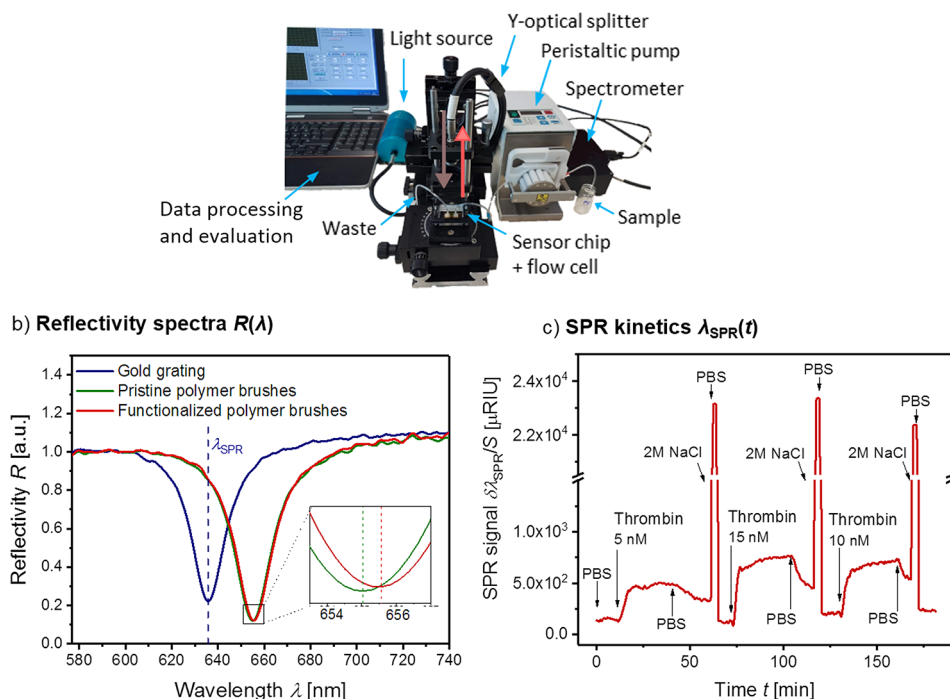 Y-optical splitter
Light source
Peristaltic pump
Spectrometer
Data processing
and evaluation
Waste
Sensor chip
+ flow cell
Sample
b) Reflectivity spectra R(λ)
1.4
1.2
1.0
0.8
0.6
0.4
0.2
0.0
Reflectivity R [a.u.]
Gold grating
Pristine polymer brushes
Functionalized polymer brushes
λSPR
654
656
580 600 620 640 660 680 700 720 740
Wavelength λ [nm]
c) SPR kinetics λSPR(t)
SPR signal δλSPR/S [µRIU]
2.4x10⁴
2.2x10⁴
1.0x10³
5.0x10²
0.0
PBS
PBS
PBS
2M NaCl
2M NaCl
2M NaCl
Thrombin
5 nM
Thrombin
15 nM
Thrombin
10 nM
PBS
PBS
PBS
PBS
0 50 100 150
Time t [min]